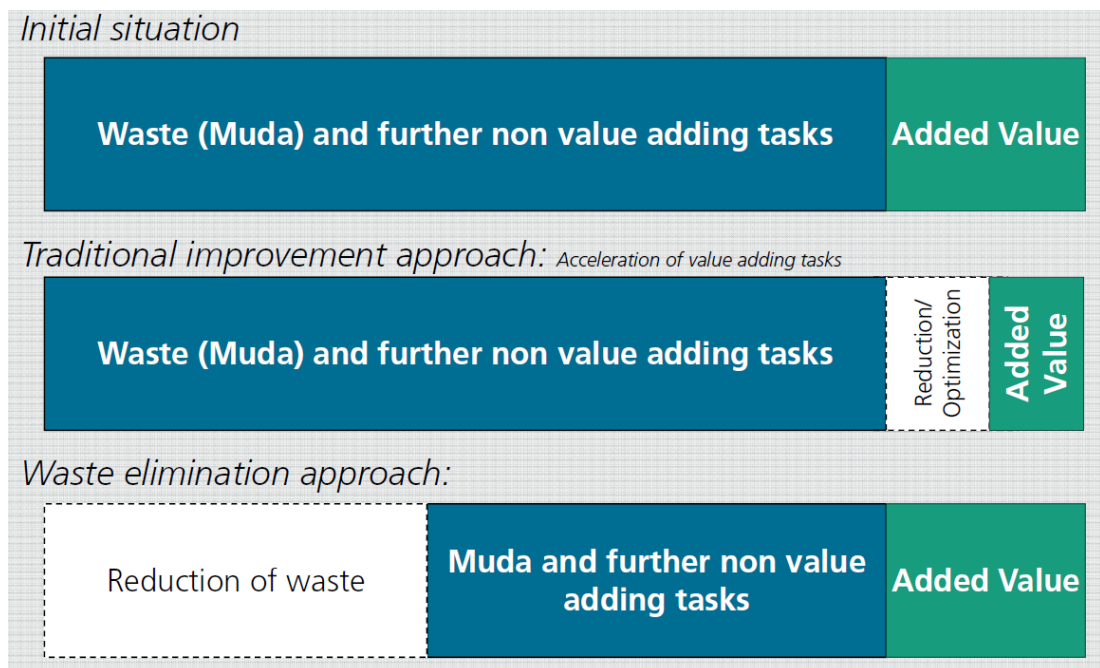 Initial situation
Waste (Muda) and further non value adding tasks
Added Value
Traditional improvement approach: Acceleration of value adding tasks
Waste (Muda) and further non value adding tasks
Reduction/
Optimization
Added
Value
Waste elimination approach:
Reduction of waste
Muda and further non value
adding tasks
Added Value